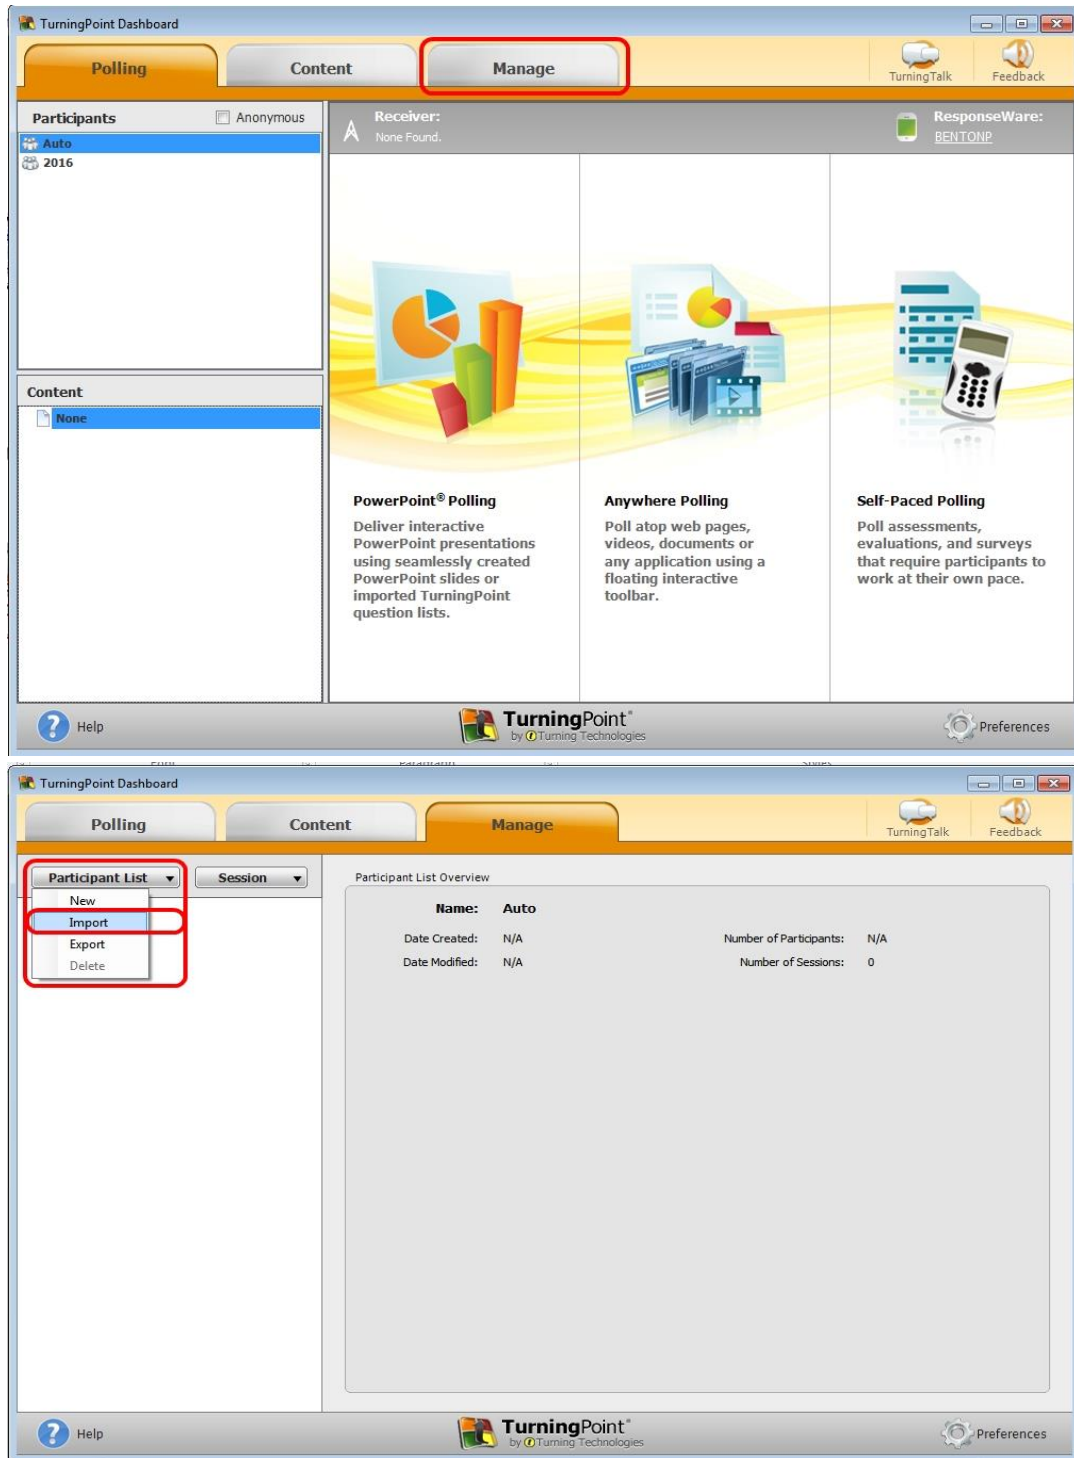 TurningPoint Dashboard
Polling
Content
Manage
TurningTalk
Feedback
Participants
Anonymous
Auto
2016
Receiver:
None Found.
ResponseWare:
BENTONP
Content
None
PowerPoint® Polling
Deliver interactive
PowerPoint presentations
using seamlessly created
PowerPoint slides or
imported TurningPoint
question lists.
Anywhere Polling
Poll atop web pages,
videos, documents or
any application using a
floating interactive
toolbar.
Self-Paced Polling
Poll assessments,
evaluations, and surveys
that require participants to
work at their own pace.
Help
TurningPoint®
by Turning Technologies
Preferences
Font
Paragraph
Styles
TurningPoint Dashboard
Polling
Content
Manage
TurningTalk
Feedback
Participant List
Session
New
Import
Export
Delete
Participant List Overview
Name: Auto
Date Created: N/A
Number of Participants: N/A
Date Modified: N/A
Number of Sessions: 0
Help
TurningPoint®
by Turning Technologies
Preferences